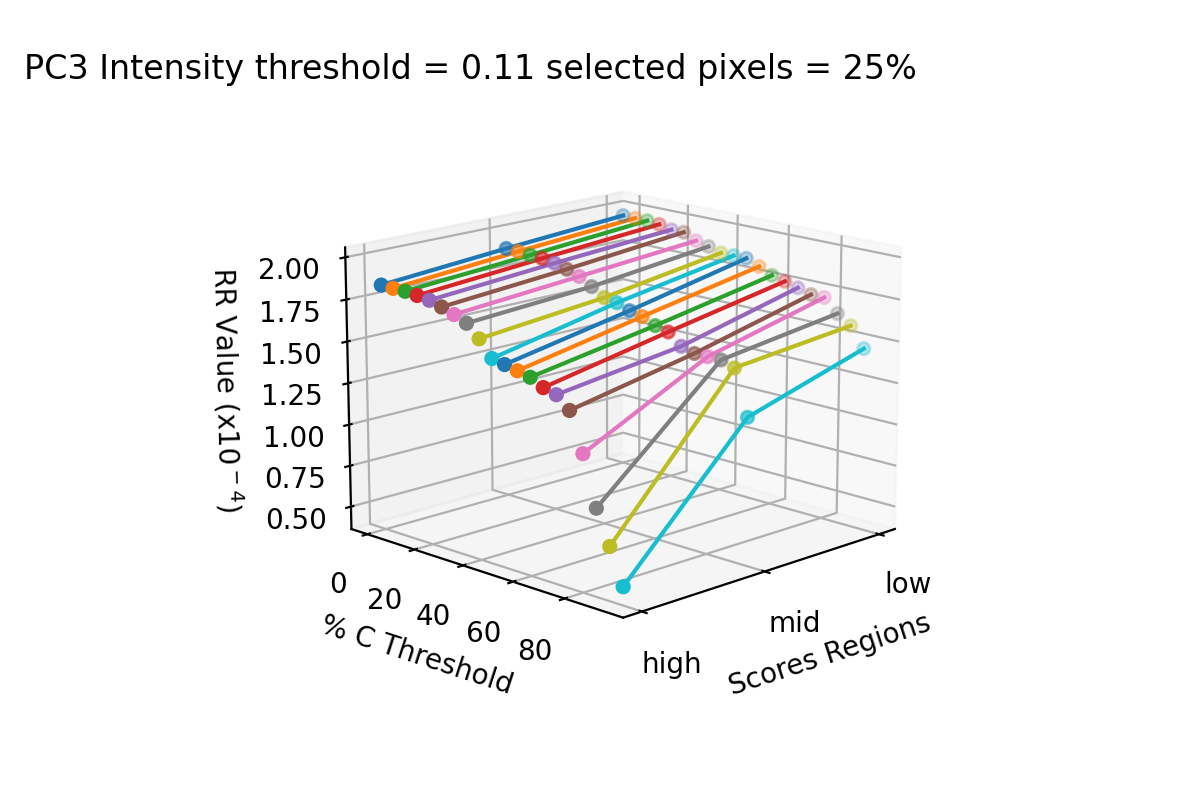 PC3 Intensity threshold = 0.11 selected pixels = 25%
2.00
1.75
1.50
1.25
1.00
0.75
0.50
RR Value (x10⁻⁴)
0
20
40
60
80
% C Threshold
high
mid
low
Scores Regions